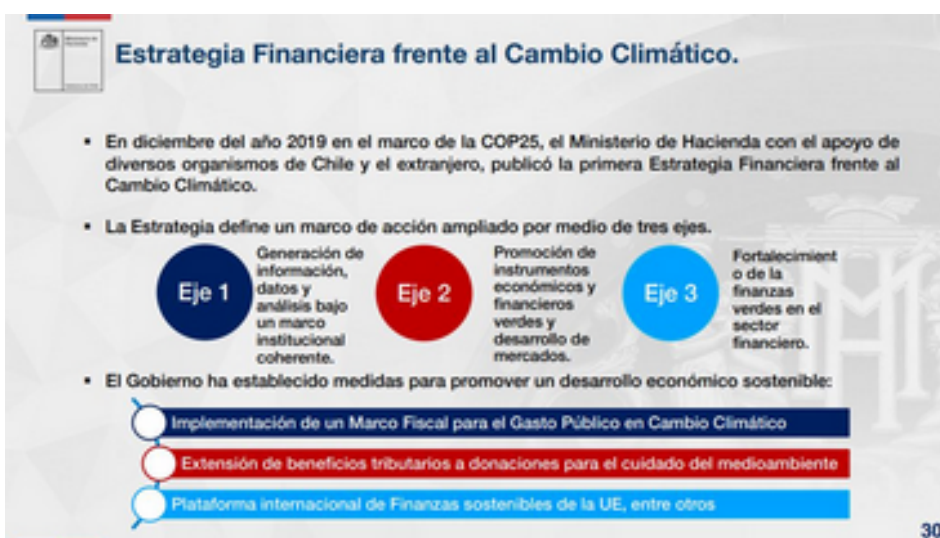 Ministerio de
Hacienda
Estrategia Financiera frente al Cambio Climático.
▪ En diciembre del año 2019 en el marco de la COP25, el Ministerio de Hacienda con el apoyo de
diversos organismos de Chile y el extranjero, publicó la primera Estrategia Financiera frente al
Cambio Climático.
▪ La Estrategia define un marco de acción ampliado por medio de tres ejes.
Eje 1
Generación de
información,
datos y
análisis bajo
un marco
institucional
coherente.
Eje 2
Promoción de
instrumentos
económicos y
financieros
verdes y
desarrollo de
mercados.
Eje 3
Fortalecimient
o de la
finanzas
verdes en el
sector
financiero.
▪ El Gobierno ha establecido medidas para promover un desarrollo económico sostenible:
Implementación de un Marco Fiscal para el Gasto Público en Cambio Climático
Extensión de beneficios tributarios a donaciones para el cuidado del medioambiente
Plataforma internacional de Finanzas sostenibles de la UE, entre otros
30